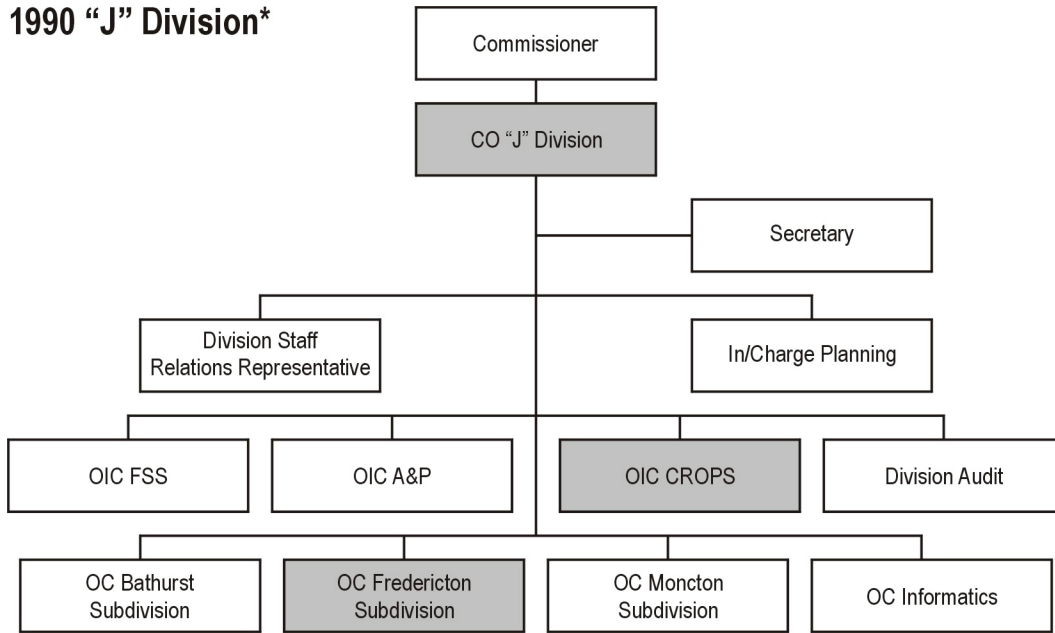 1990 “J” Division*
Commissioner
CO “J” Division
Secretary
Division Staff
Relations Representative
In/Charge Planning
OIC FSS
OIC A&P
OIC CROPS
Division Audit
OC Bathurst
Subdivision
OC Fredericton
Subdivision
OC Moncton
Subdivision
OC Informatics